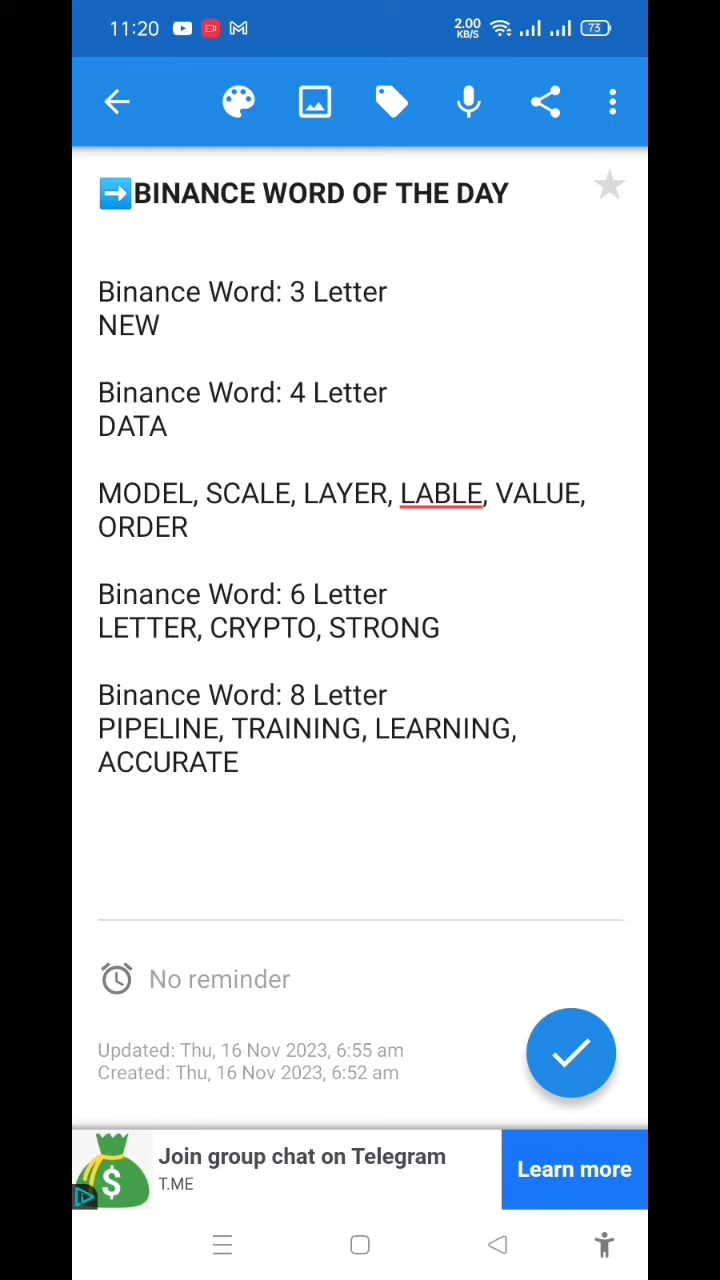 11:20
2.00 KB/S
73
➡️BINANCE WORD OF THE DAY
Binance Word: 3 Letter
NEW
Binance Word: 4 Letter
DATA
MODEL, SCALE, LAYER, LABLE, VALUE,
ORDER
Binance Word: 6 Letter
LETTER, CRYPTO, STRONG
Binance Word: 8 Letter
PIPELINE, TRAINING, LEARNING,
ACCURATE
No reminder
Updated: Thu, 16 Nov 2023, 6:55 am
Created: Thu, 16 Nov 2023, 6:52 am
Join group chat on Telegram
T.ME
Learn more